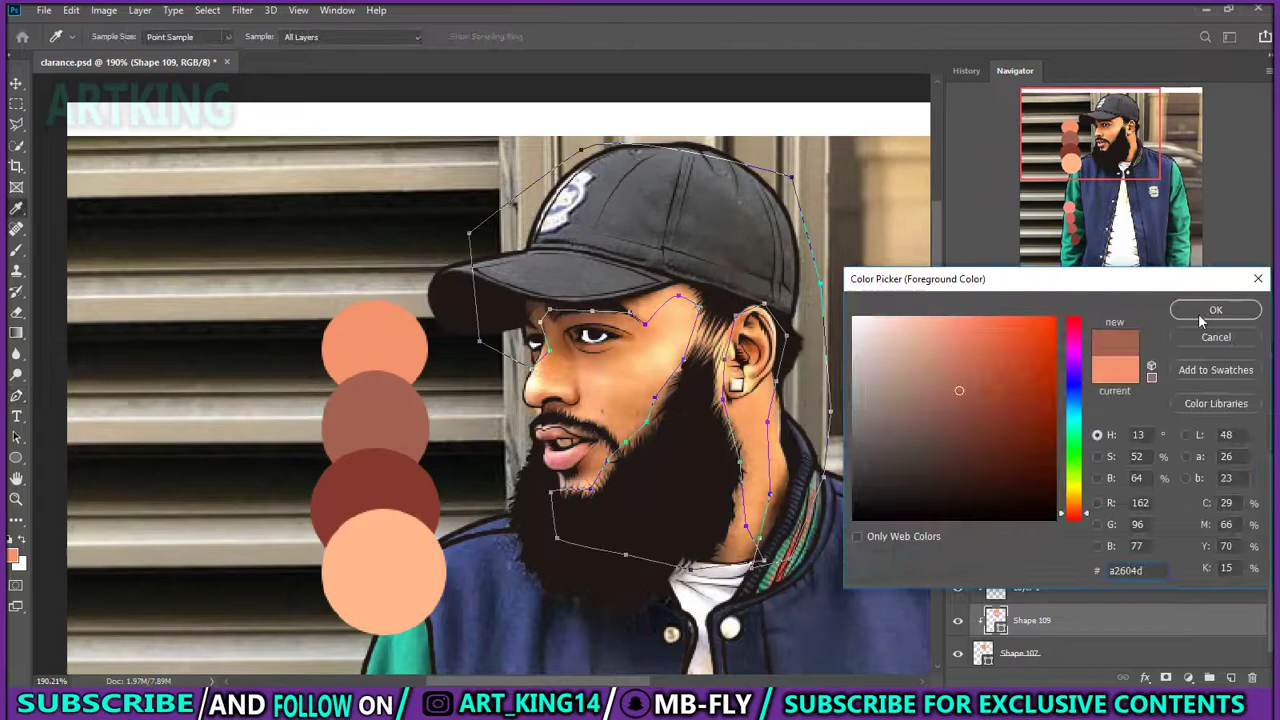 Ps File Edit Image Layer Type Select Filter 3D View Window Help
Sample Size: Point Sample Sample: All Layers Show Sampling Ring
clarance.psd @ 190% (Shape 109, RGB/8) *
History Navigator
ARTKING
Color Picker (Foreground Color)
new
current
OK
Cancel
Add to Swatches
Color Libraries
H: 13 ° L: 48
S: 52 % a: 26
B: 64 % b: 23
R: 162 C: 29 %
G: 96 M: 66 %
B: 77 Y: 70 %
# a2604d K: 15 %
Only Web Colors
Shape 109
Shape 107
190.21% Doc: 1.97M/7.89M
SUBSCRIBE/AND FOLLOW ON / ART_KING14 / MB-FLY / SUBSCRIBE FOR EXCLUSIVE CONTENTS